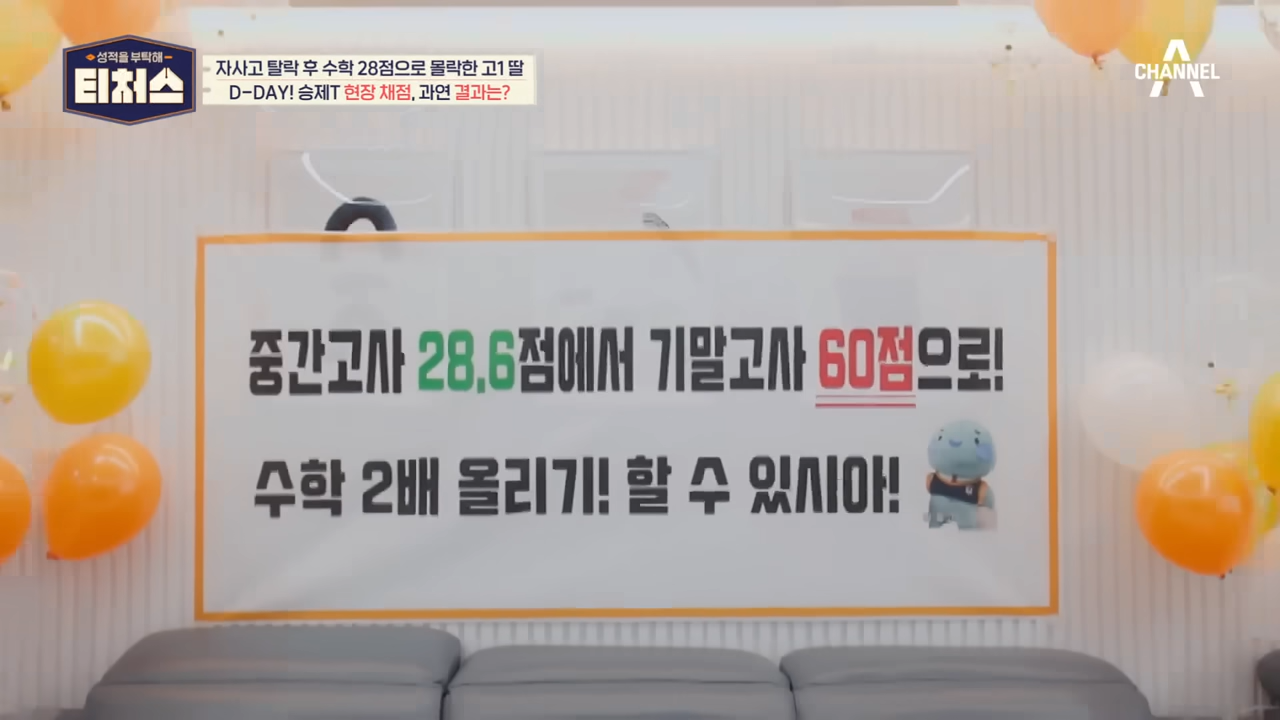 성적을 부탁해
티처스
자사고 탈락 후 수학 28점으로 몰락한 고1 딸
D-DAY! 승제T 현장 채점, 과연 결과는?
CHANNEL A
중간고사 28.6점에서 기말고사 60점으로!
수학 2배 올리기! 할 수 있시아!